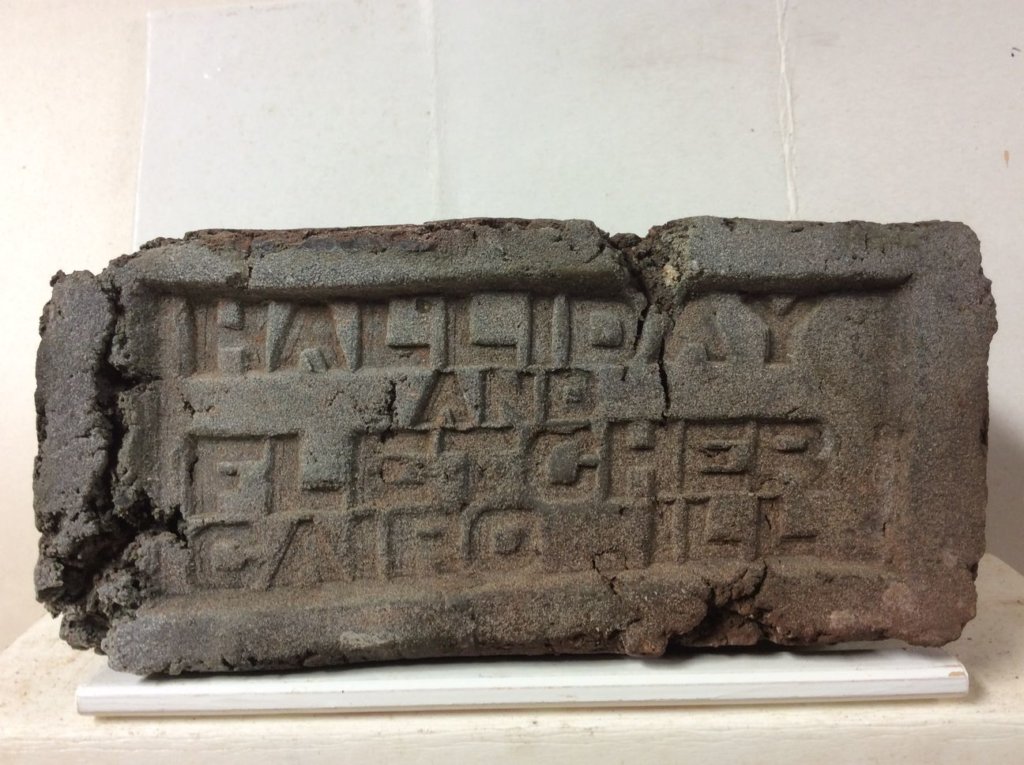 HALLIDAY
AND
FLETCHER
CAIRO. ILL